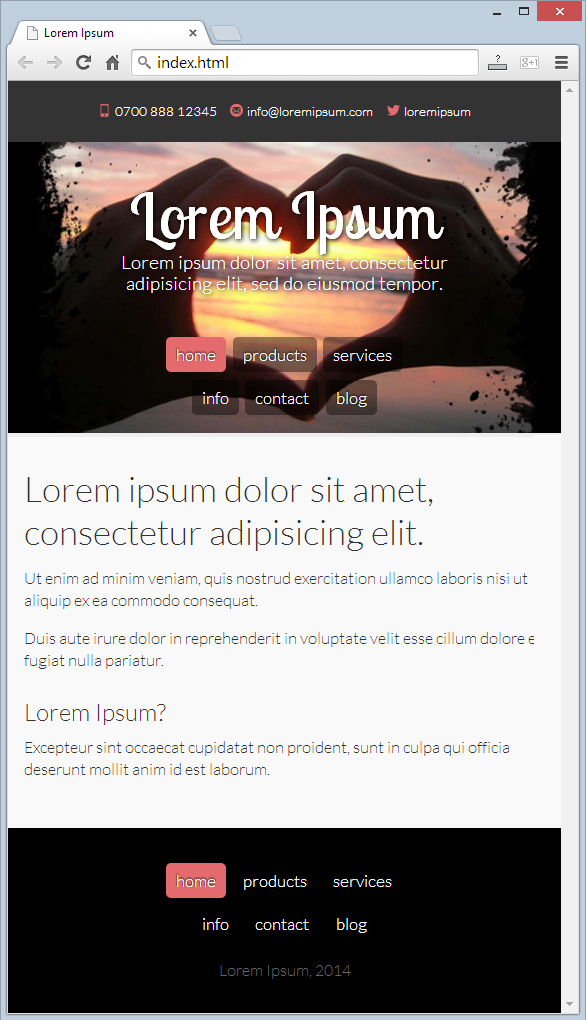 Lorem Ipsum
index.html
?
g+1
0700 888 12345 info@loremipsum.com loremipsum
Lorem Ipsum
Lorem ipsum dolor sit amet, consectetur
adipisicing elit, sed do eiusmod tempor.
home products services
info contact blog
Lorem ipsum dolor sit amet,
consectetur adipisicing elit.
Ut enim ad minim veniam, quis nostrud exercitation ullamco laboris nisi ut
aliquip ex ea commodo consequat.
Duis aute irure dolor in reprehenderit in voluptate velit esse cillum dolore e
fugiat nulla pariatur.
Lorem Ipsum?
Excepteur sint occaecat cupidatat non proident, sunt in culpa qui officia
deserunt mollit anim id est laborum.
home products services
info contact blog
Lorem Ipsum, 2014